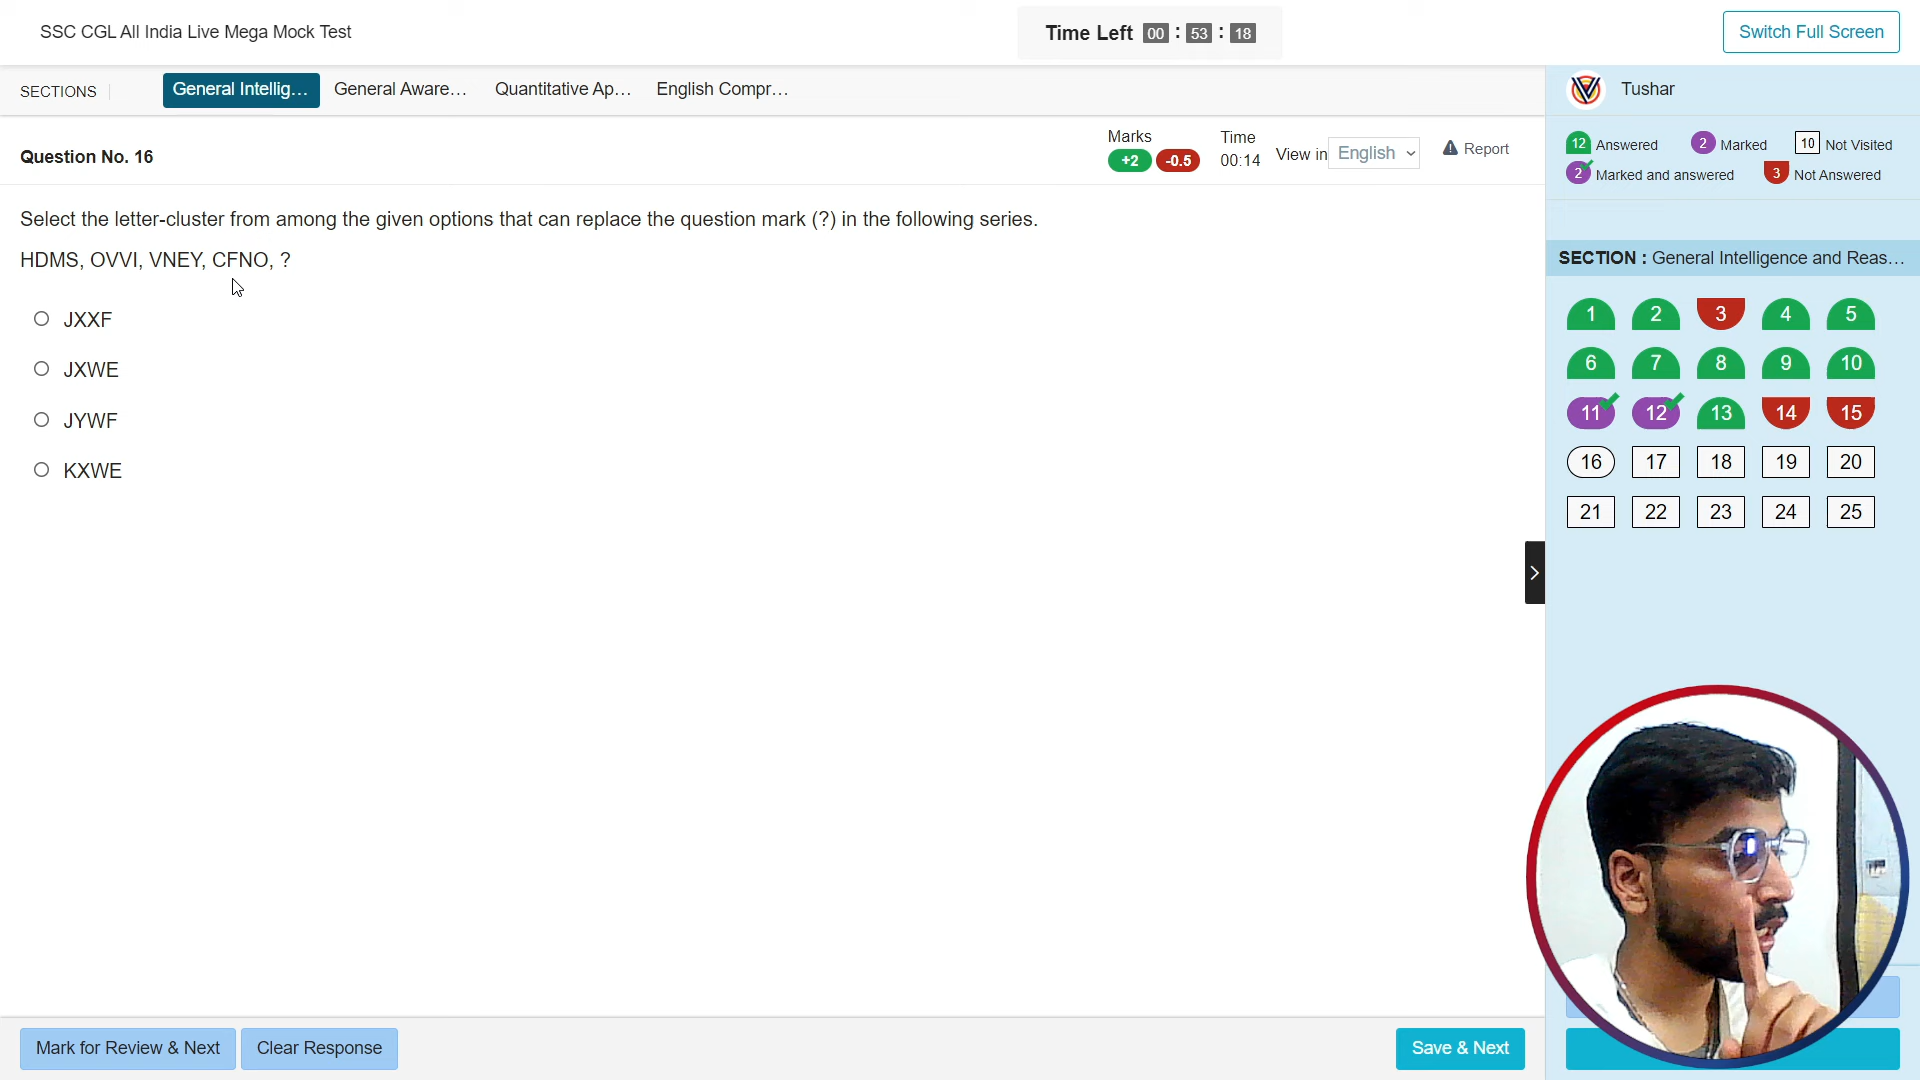 SSC CGL All India Live Mega Mock Test
Time Left 00 : 53 : 18
Switch Full Screen
SECTIONS
General Intellig...
General Aware...
Quantitative Ap...
English Compr...
Tushar
Question No. 16
Marks
+2 -0.5
Time
00:14
View in English
Report
12 Answered
2 Marked
10 Not Visited
2 Marked and answered
3 Not Answered
Select the letter-cluster from among the given options that can replace the question mark (?) in the following series.
HDMS, OVVI, VNEY, CFNO, ?
JXXF
JXWE
JYWF
KXWE
SECTION : General Intelligence and Reas...
1 2 3 4 5
6 7 8 9 10
11 12 13 14 15
16 17 18 19 20
21 22 23 24 25
Mark for Review & Next
Clear Response
Save & Next